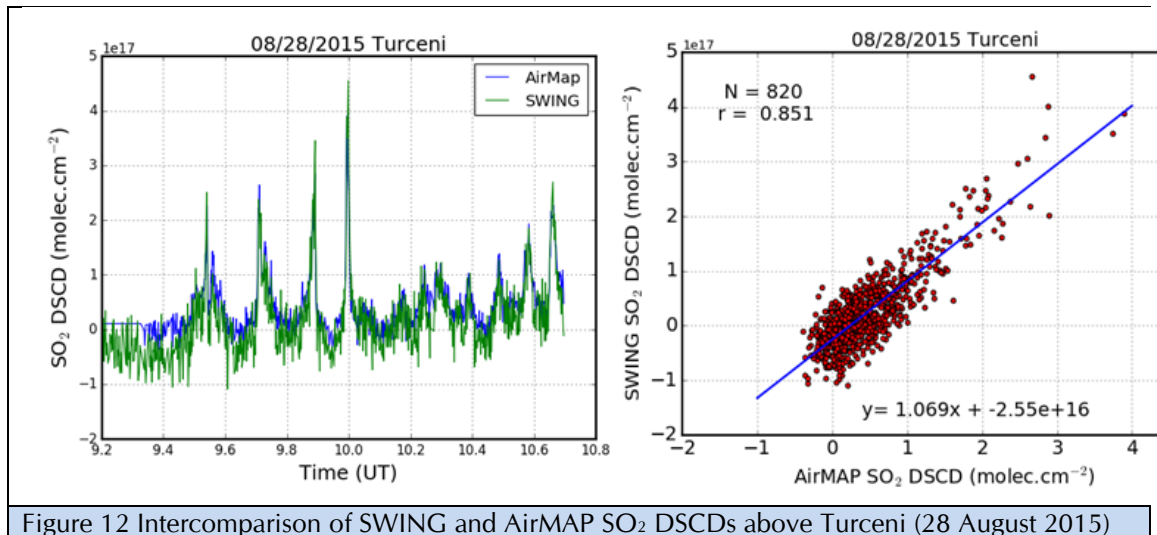 08/28/2015 Turceni
1e17
5
4
3
2
1
0
−1
−2
SO₂ DSCD (molec.cm⁻²)
AirMap
SWING
9.2 9.4 9.6 9.8 10.0 10.2 10.4 10.6 10.8
Time (UT)
08/28/2015 Turceni
1e17
5
4
3
2
1
0
−1
−2
SWING SO₂ DSCD (molec.cm⁻²)
N = 820
r = 0.851
y= 1.069x + -2.55e+16
−2 −1 0 1 2 3 4
AirMAP SO₂ DSCD (molec.cm⁻²)
Figure 12 Intercomparison of SWING and AirMAP SO₂ DSCDs above Turceni (28 August 2015)